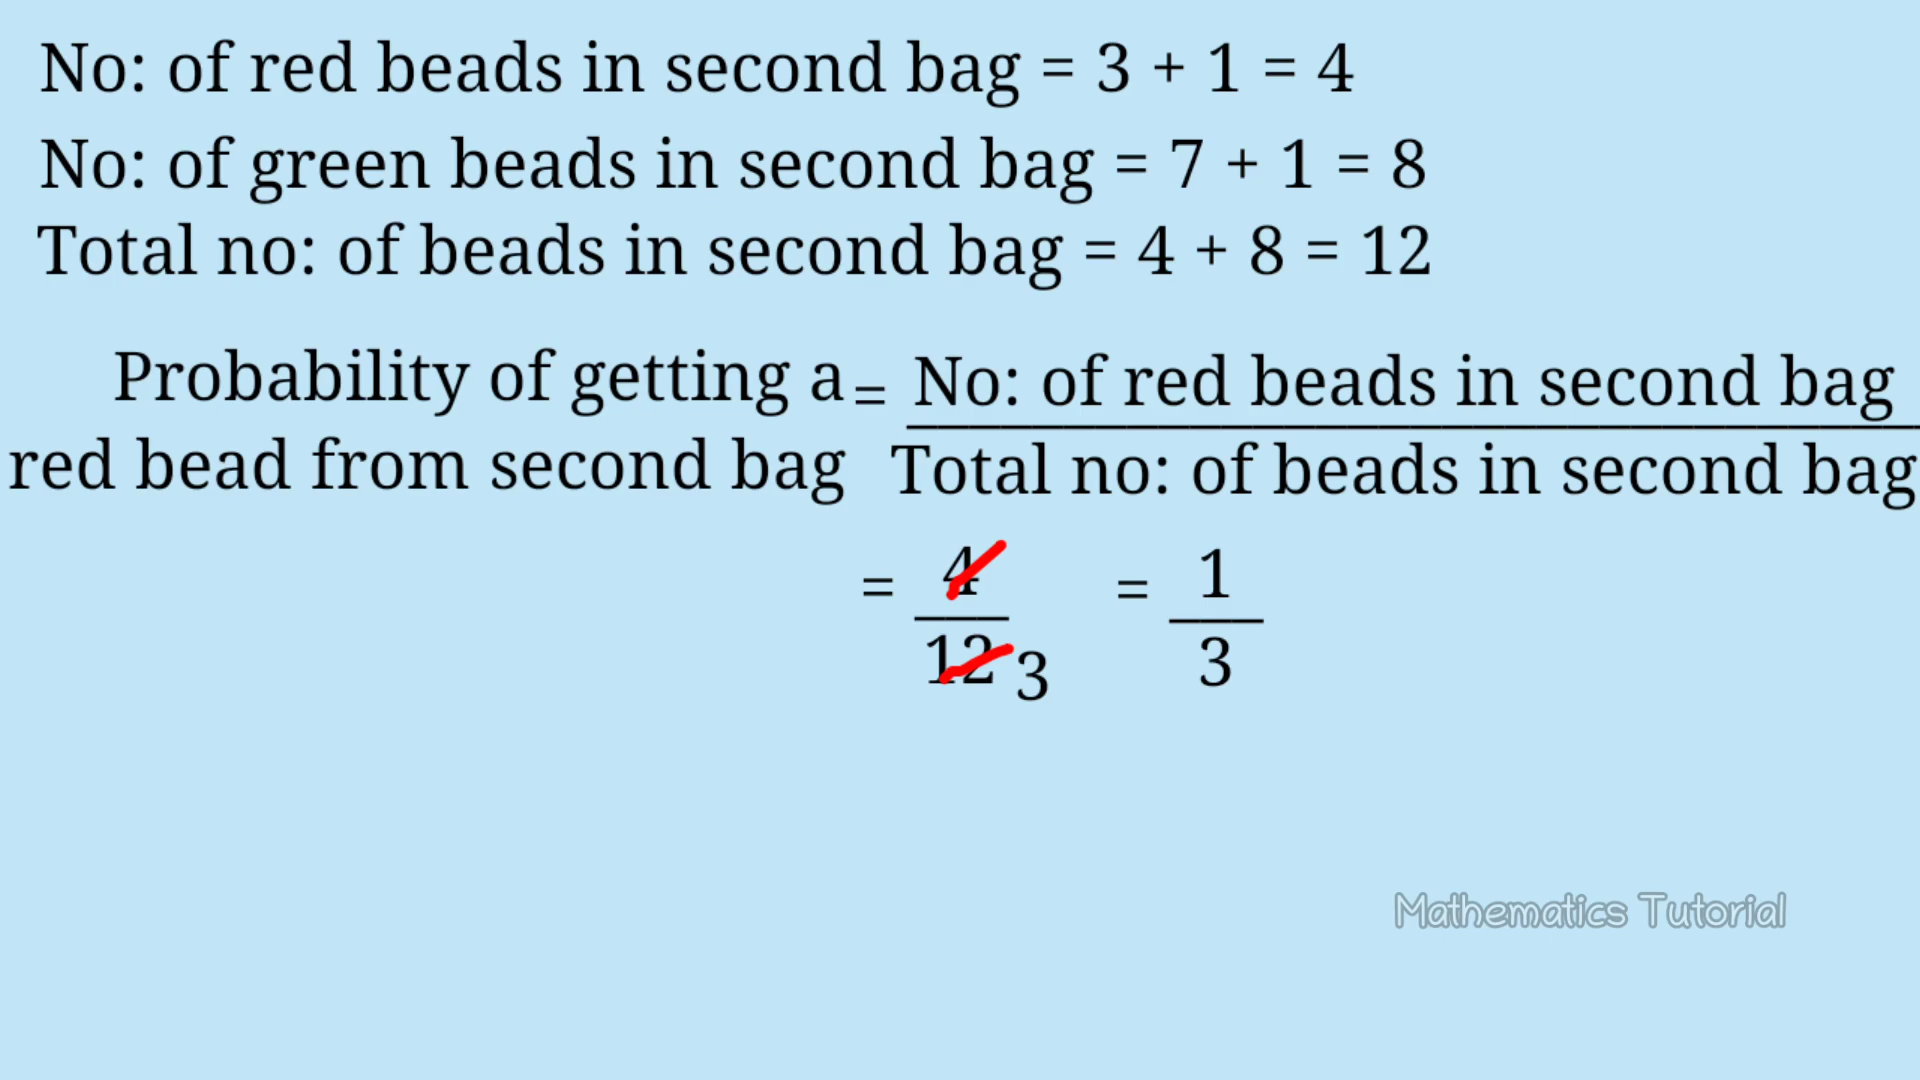 No: of red beads in second bag = 3 + 1 = 4
No: of green beads in second bag = 7 + 1 = 8
Total no: of beads in second bag = 4 + 8 = 12
Probability of getting a = No: of red beads in second bag
red bead from second bag Total no: of beads in second bag
= 4 = 1
12 3 3
Mathematics Tutorial